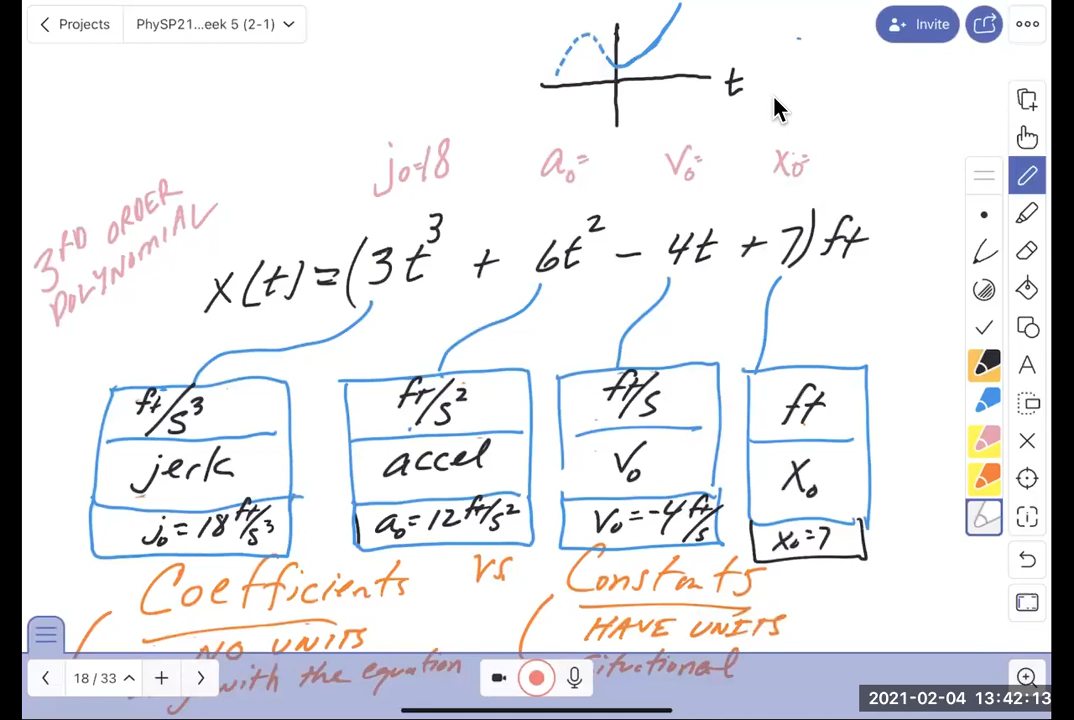 Projects
PhySP21...eek 5 (2-1)
Invite
t
j₀=18 a₀= v₀= x₀=
3RD ORDER
POLYNOMIAL
x(t)=(3t³ + 6t² - 4t + 7)ft
ft/s³ ft/s² ft/s ft
jerk accel v₀ x₀
j₀=18 ft/s³ a₀=12 ft/s² v₀=-4 ft/s x₀=7
Coefficients vs Constants
NO UNITS HAVE UNITS
with the equation situational
18 / 33
2021-02-04 13:42:13